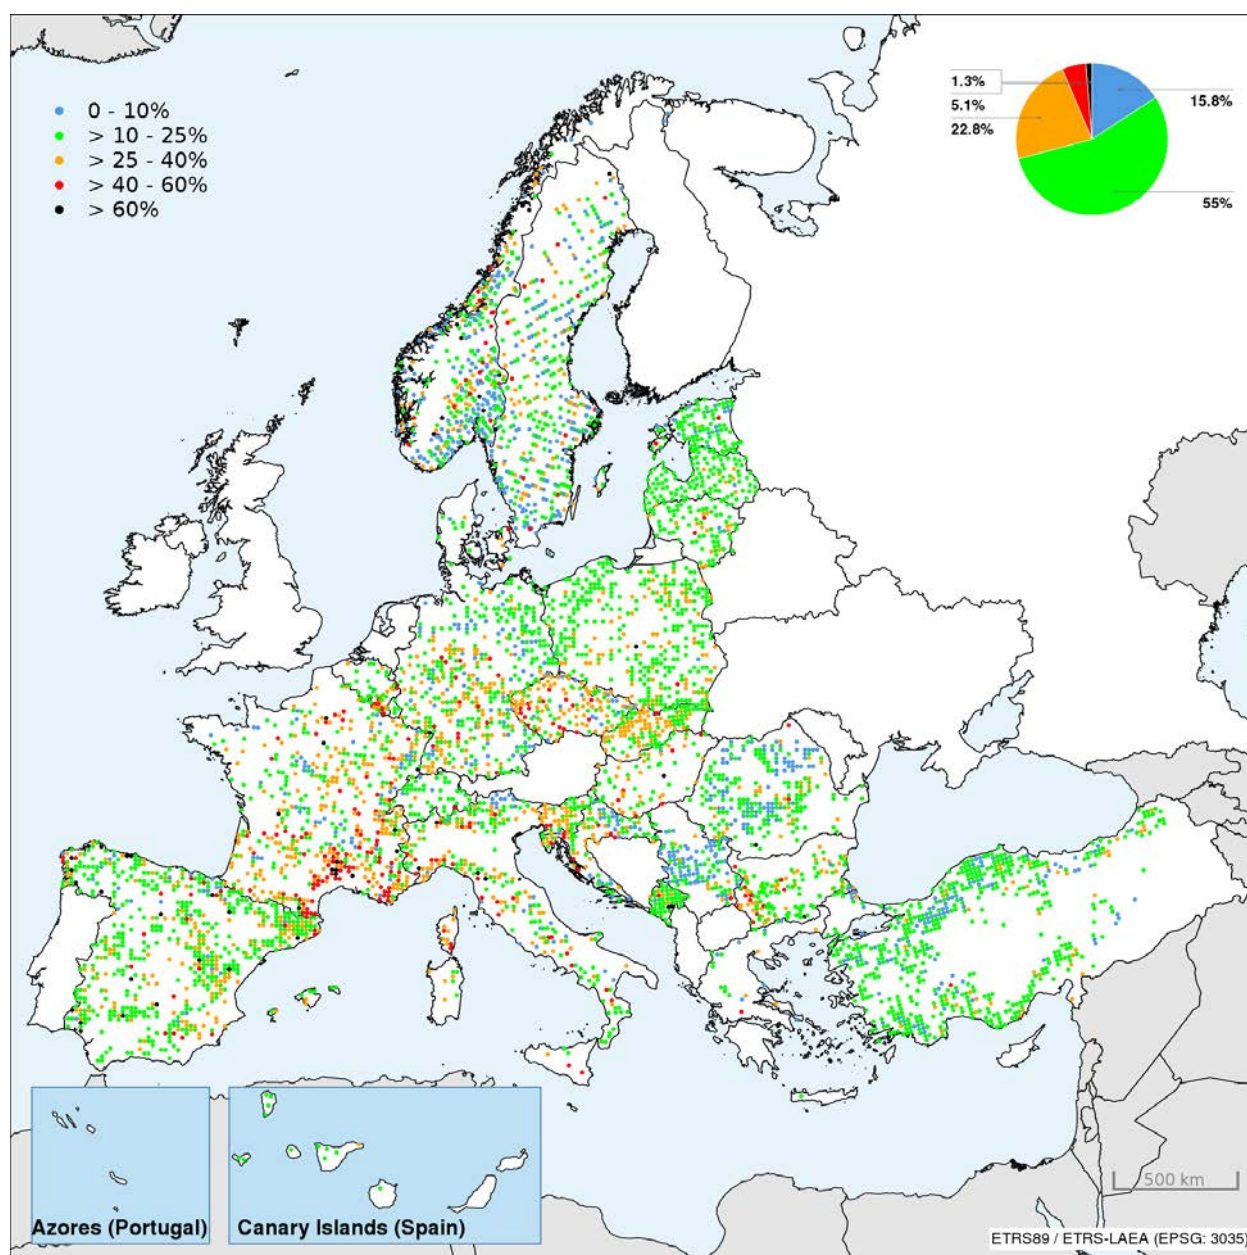 0 - 10%
> 10 - 25%
> 25 - 40%
> 40 - 60%
> 60%
1.3%
5.1%
22.8%
15.8%
55%
500 km
Azores (Portugal)
Canary Islands (Spain)
ETRS89 / ETRS-LAEA (EPSG: 3035)